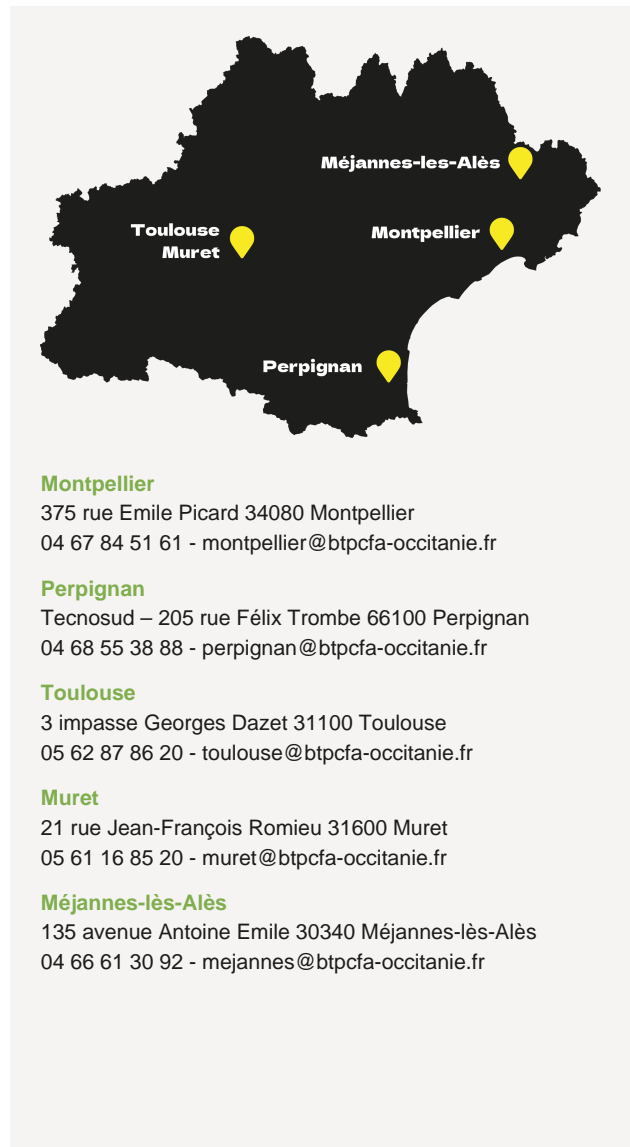 Méjannes-les-Alès
Toulouse
Muret
Montpellier
Perpignan
Montpellier
375 rue Emile Picard 34080 Montpellier
04 67 84 51 61 - montpellier@btpcfa-occitanie.fr
Perpignan
Tecnosud – 205 rue Félix Trombe 66100 Perpignan
04 68 55 38 88 - perpignan@btpcfa-occitanie.fr
Toulouse
3 impasse Georges Dazet 31100 Toulouse
05 62 87 86 20 - toulouse@btpcfa-occitanie.fr
Muret
21 rue Jean-François Romieu 31600 Muret
05 61 16 85 20 - muret@btpcfa-occitanie.fr
Méjannes-lès-Alès
135 avenue Antoine Emile 30340 Méjannes-lès-Alès
04 66 61 30 92 - mejannes@btpcfa-occitanie.fr